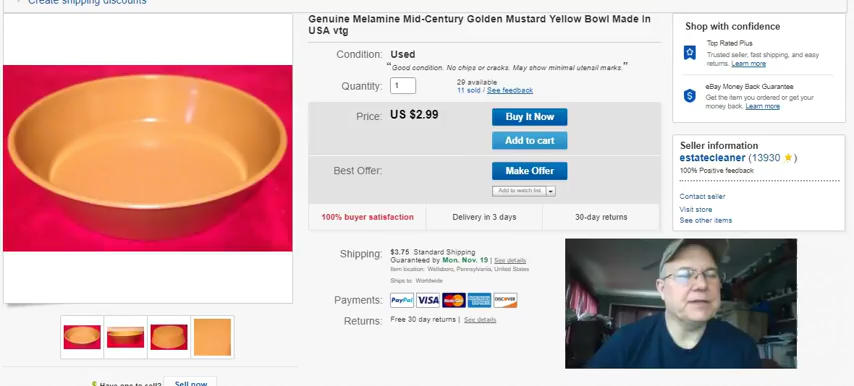 Create shipping discounts
Genuine Melamine Mid-Century Golden Mustard Yellow Bowl Made in
USA vtg
Condition: Used
“Good condition. No chips or cracks. May show minimal utensil marks.”
Quantity: 1
29 available
11 sold / See feedback
Price: US $2.99
Buy It Now
Add to cart
Best Offer:
Make Offer
Add to watch list
100% buyer satisfaction
Delivery in 3 days
30-day returns
Shipping: $3.75 Standard Shipping
Guaranteed by Mon. Nov. 19 | See details
Item location: Wellsboro, Pennsylvania, United States
Ships to: Worldwide
Payments: PayPal VISA MasterCard DISCOVER
Returns: Free 30 day returns | See details
Shop with confidence
Top Rated Plus
Trusted seller, fast shipping, and easy
returns. Learn more
eBay Money Back Guarantee
Get the item you ordered or get your
money back. Learn more
Seller information
estatecleaner (13930 ★)
100% Positive feedback
Contact seller
Visit store
See other items
Have one to sell? Sell now